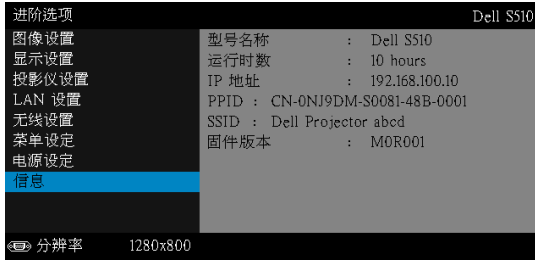 进阶选项 Dell S510
图像设置
显示设置
投影仪设置
LAN 设置
无线设置
菜单设定
电源设定
信息
型号名称 : Dell S510
运行时数 : 10 hours
IP 地址 : 192.168.100.10
PPID : CN-0NJ9DM-S0081-48B-0001
SSID : Dell Projector abcd
固件版本 : M0R001
分辨率 1280x800